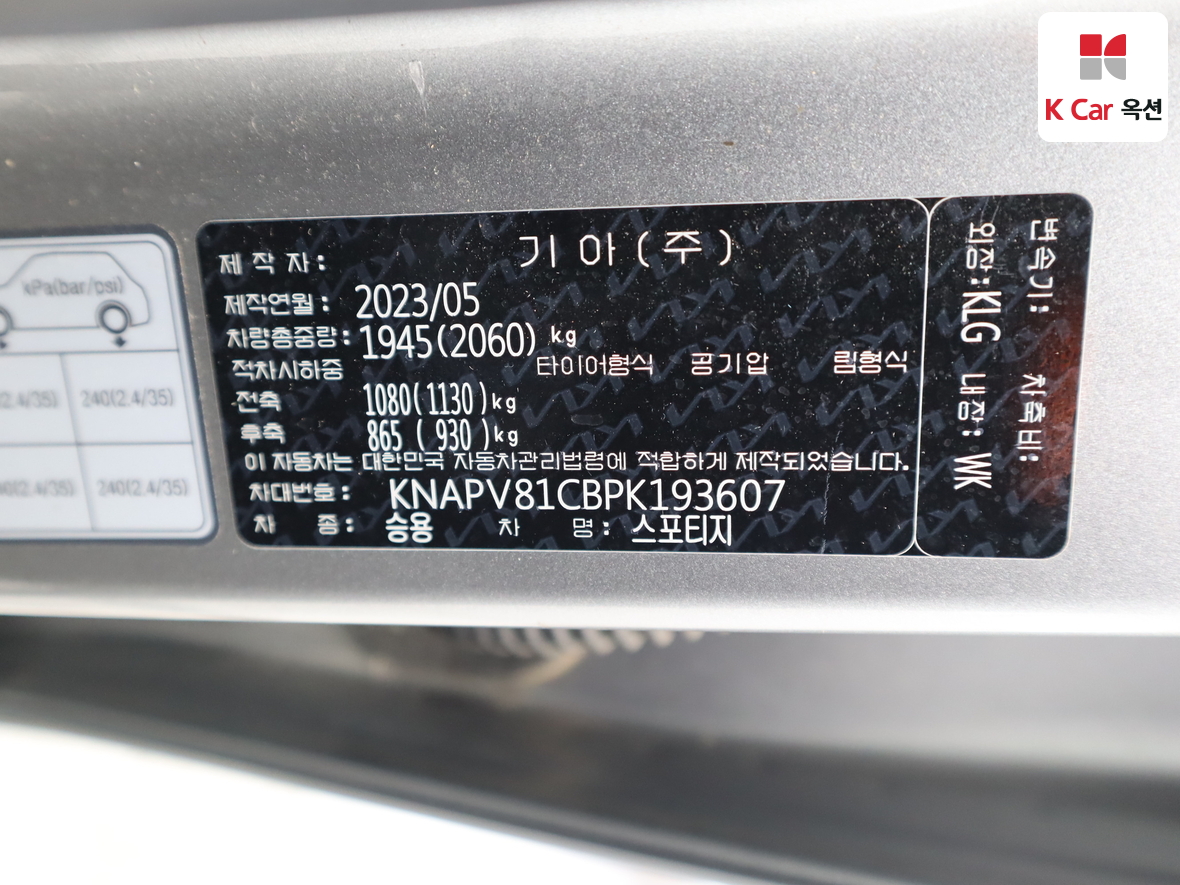 K Car 옥션
kPa(bar/psi)
240(2.4/35)
240(2.4/35)
제 작 자 : 기 아 ( 주 )
제작연월 : 2023/05
차량총중량 : 1945(2060) kg
적차시하중 타이어형식 공기압 림형식
전축 1080( 1130 )kg
후축 865 ( 930 )kg
이 자동차는 대한민국 자동차관리법령에 적합하게 제작되었습니다.
차대번호 : KNAPV81CBPK193607
차 종 : 승용 차 명 : 스포티지
변속기: 차축비:
외장: KLG 내장: WK